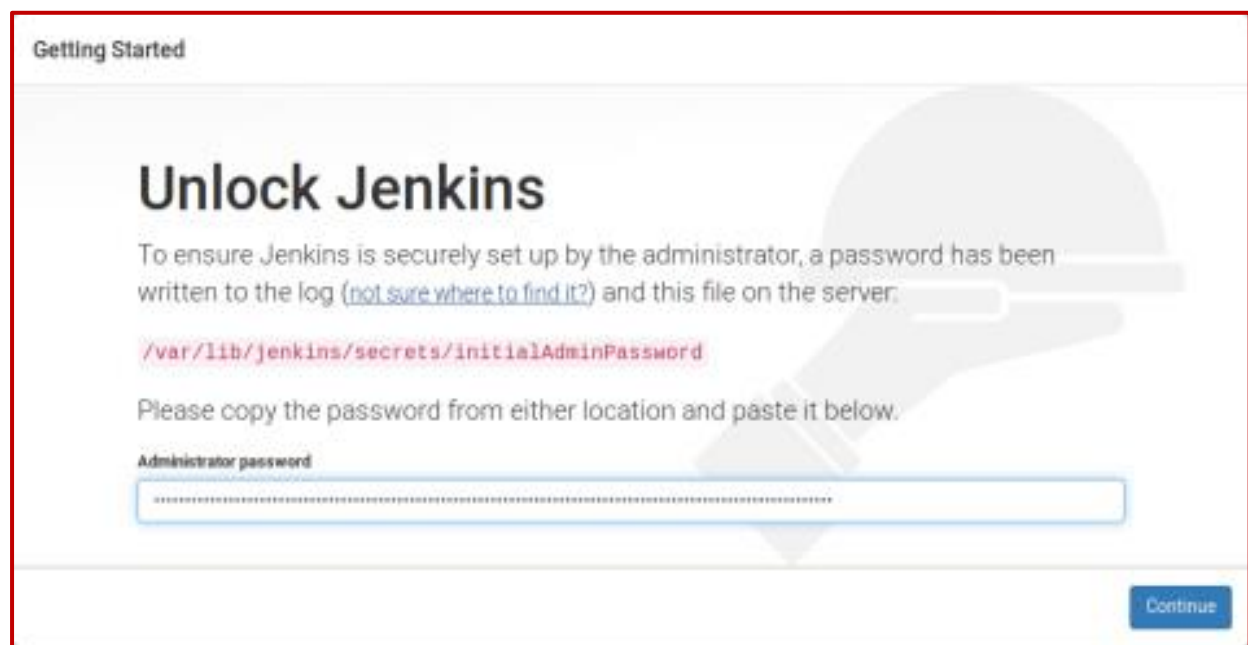 Getting Started
Unlock Jenkins
To ensure Jenkins is securely set up by the administrator, a password has been
written to the log (not sure where to find it?) and this file on the server:
/var/lib/jenkins/secrets/initialAdminPassword
Please copy the password from either location and paste it below.
Administrator password
Continue